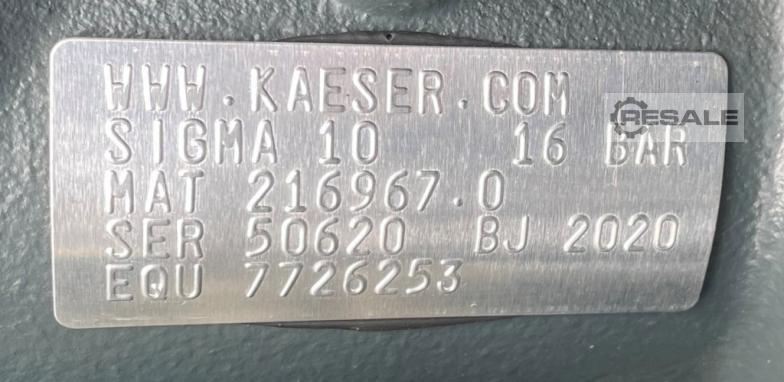 WWW.KAESER.COM
RESALE
SIGMA 10 16 BAR
MAT 216967.0
SER 50620 BJ 2020
EQU 7726253